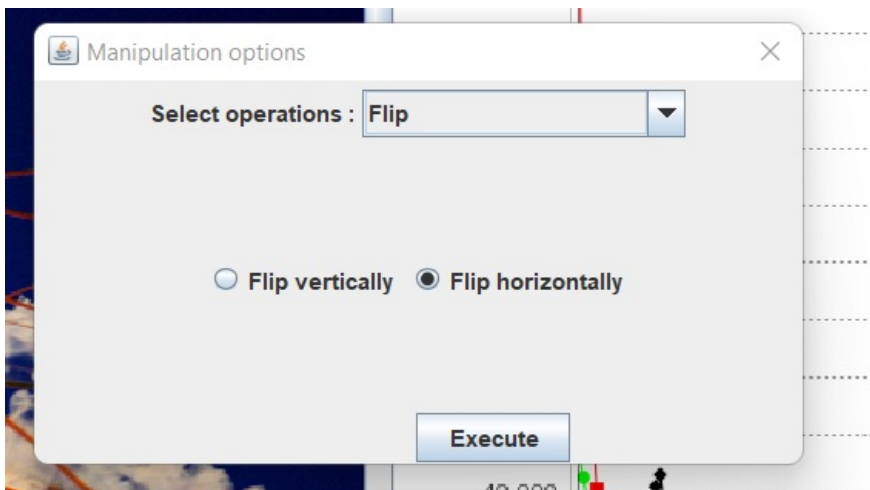 Manipulation options
Select operations : Flip
Flip vertically Flip horizontally
Execute